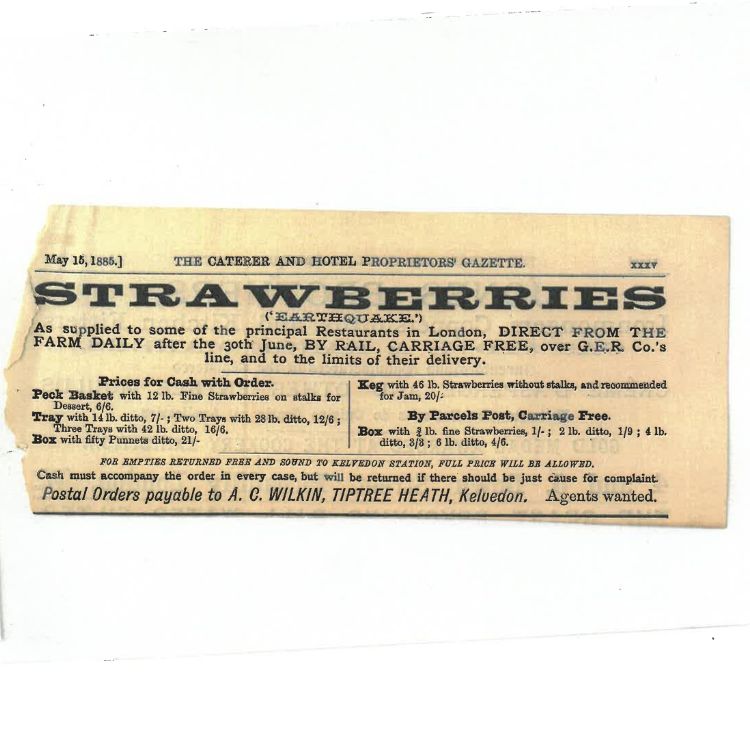 May 15, 1885.] THE CATERER AND HOTEL PROPRIETORS' GAZETTE. xxxv
STRAWBERRIES
('EARTHQUAKE.')
As supplied to some of the principal Restaurants in London, DIRECT FROM THE
FARM DAILY after the 30th June, BY RAIL, CARRIAGE FREE, over G.E.R. Co.'s
line, and to the limits of their delivery.
Prices for Cash with Order.
Peck Basket with 12 lb. Fine Strawberries on stalks for
Dessert, 6/6.
Tray with 14 lb. ditto, 7/- ; Two Trays with 28 lb. ditto, 12/6 ;
Three Trays with 42 lb. ditto, 16/6.
Box with fifty Punnets ditto, 21/-
Keg with 46 lb. Strawberries without stalks, and recommended
for Jam, 20/-
By Parcels Post, Carriage Free.
Box with ¾ lb. fine Strawberries, 1/- ; 2 lb. ditto, 1/9 ; 4 lb.
ditto, 3/3 ; 6 lb. ditto, 4/6.
FOR EMPTIES RETURNED FREE AND SOUND TO KELVEDON STATION, FULL PRICE WILL BE ALLOWED.
Cash must accompany the order in every case, but will be returned if there should be just cause for complaint.
Postal Orders payable to A. C. WILKIN, TIPTREE HEATH, Kelvedon. Agents wanted.